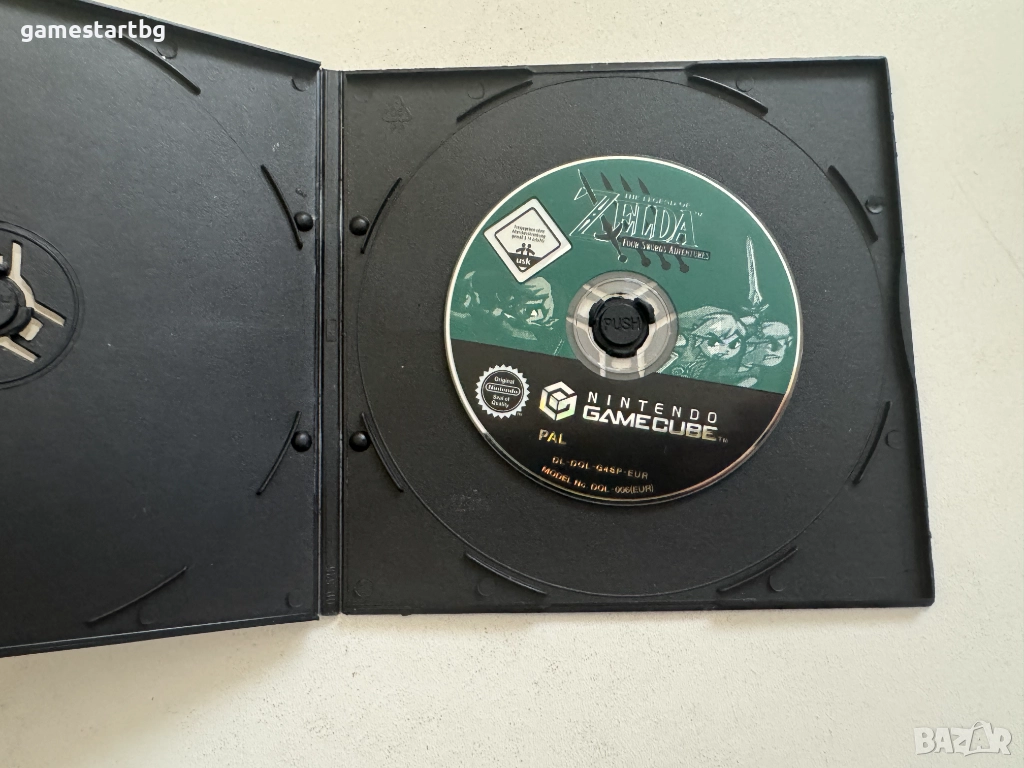 gamestartbg
THE LEGEND OF
ZELDA
FOUR SWORDS ADVENTURES
usk
PUSH
Original
Nintendo
Seal of
Quality
NINTENDO
GAMECUBE TM
PAL
DL-DOL-G4SP-EUR
MODEL No. DOL-006(EUR)
BAZAR